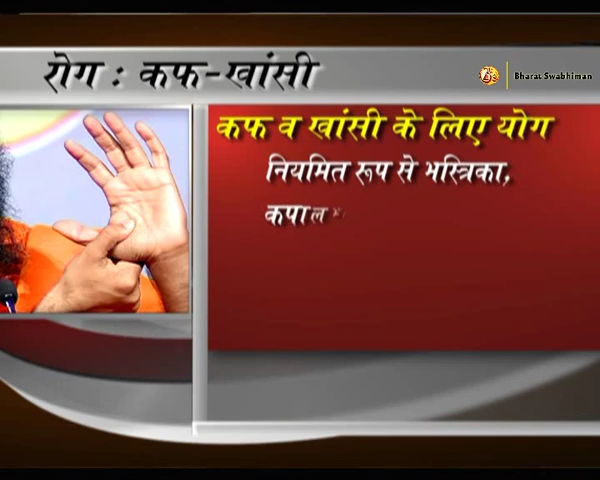 रोग : कफ-खांसी
Bharat Swabhiman
कफ व खांसी के लिए योग
नियमित रूप से भस्त्रिका,
कपाल